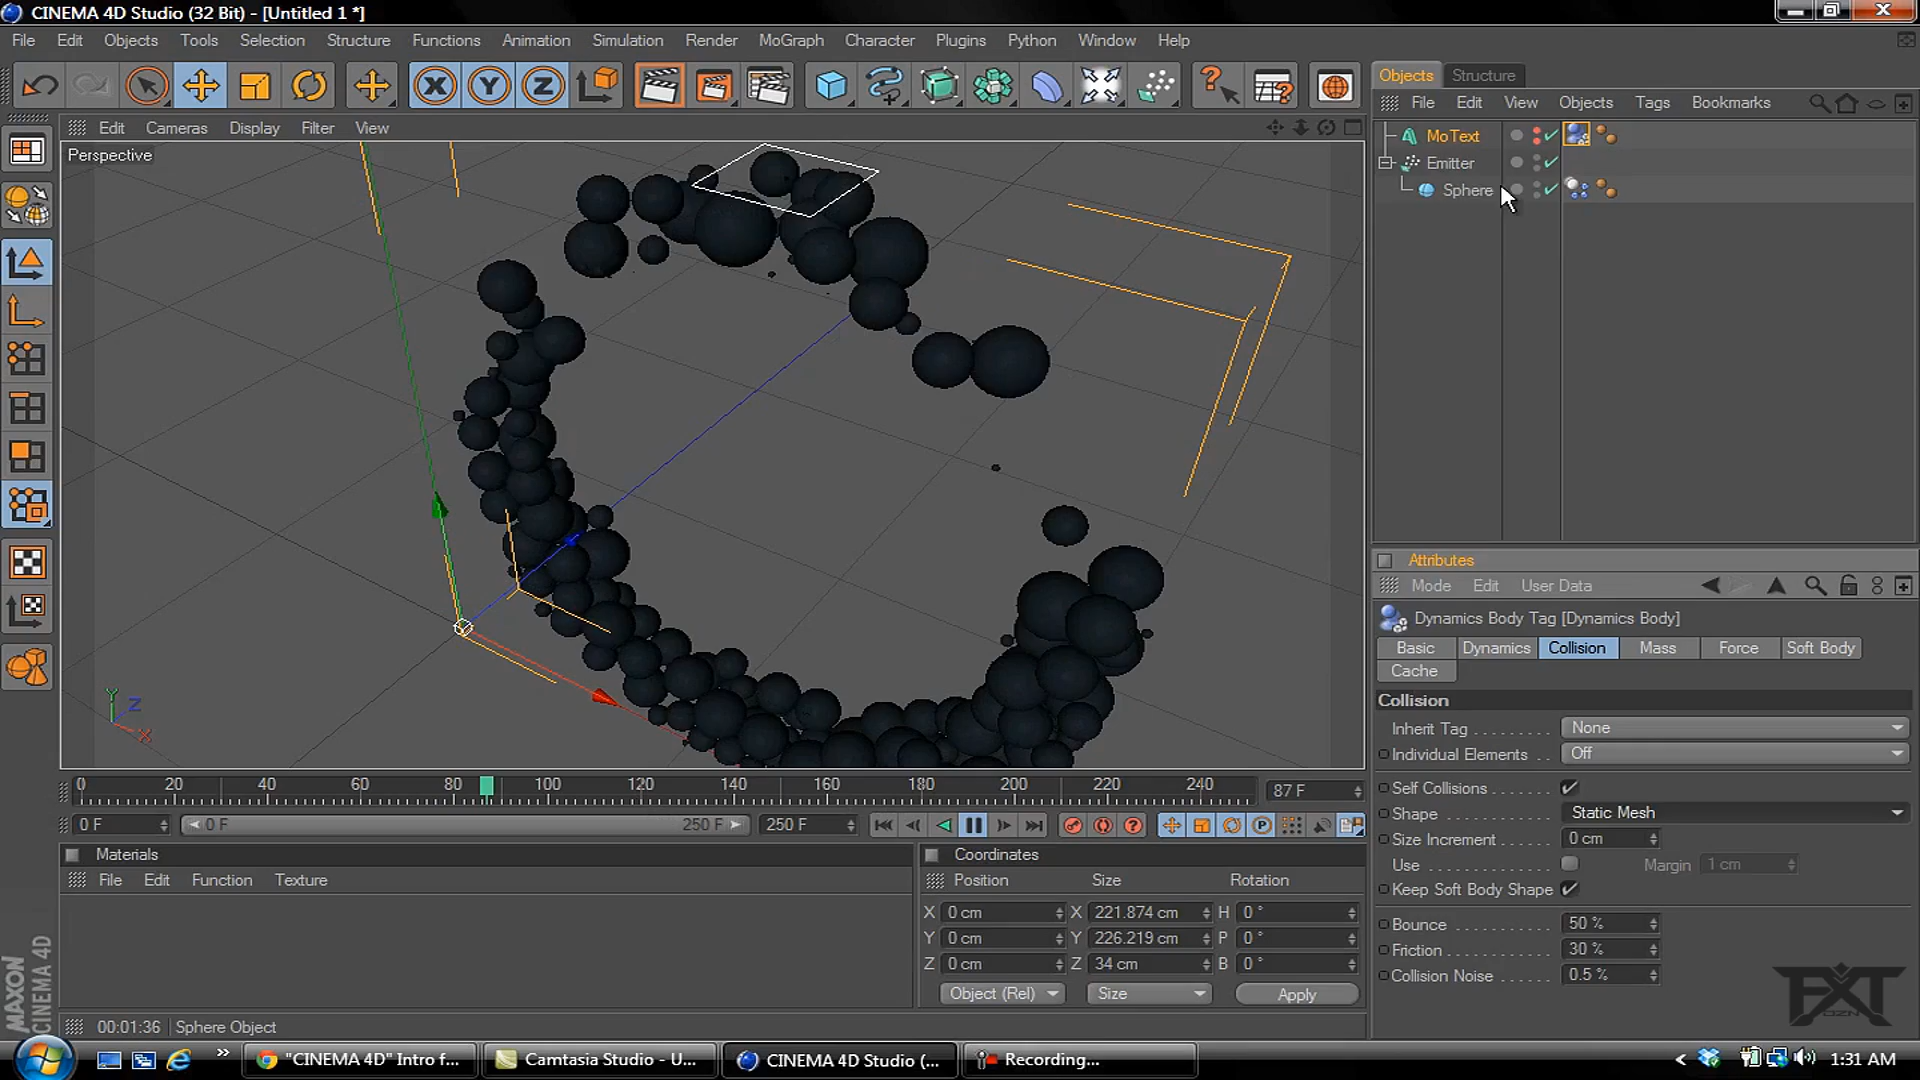 CINEMA 4D Studio (32 Bit) - [Untitled 1 *]
File Edit Objects Tools Selection Structure Functions Animation Simulation Render MoGraph Character Plugins Python Window Help
X Y Z
Objects Structure
File Edit View Objects Tags Bookmarks
Edit Cameras Display Filter View
Perspective
MoText
Emitter
Sphere
Attributes
Mode Edit User Data
Dynamics Body Tag [Dynamics Body]
Basic Dynamics Collision Mass Force Soft Body
Cache
Collision
Inherit Tag None
Individual Elements Off
Self Collisions
Shape Static Mesh
Size Increment 0 cm
Use Margin 1 cm
Keep Soft Body Shape
Bounce 50 %
Friction 30 %
Collision Noise 0.5 %
Y Z X
0 20 40 60 80 100 120 140 160 180 200 220 240 87 F
0 F 0 F 250 F 250 F
Materials
File Edit Function Texture
Coordinates
Position Size Rotation
X 0 cm X 221.874 cm H 0 °
Y 0 cm Y 226.219 cm P 0 °
Z 0 cm Z 34 cm B 0 °
Object (Rel) Size Apply
MAXON
CINEMA 4D
00:01:36 Sphere Object
"CINEMA 4D" Intro f... Camtasia Studio - U... CINEMA 4D Studio (... Recording... 1:31 AM